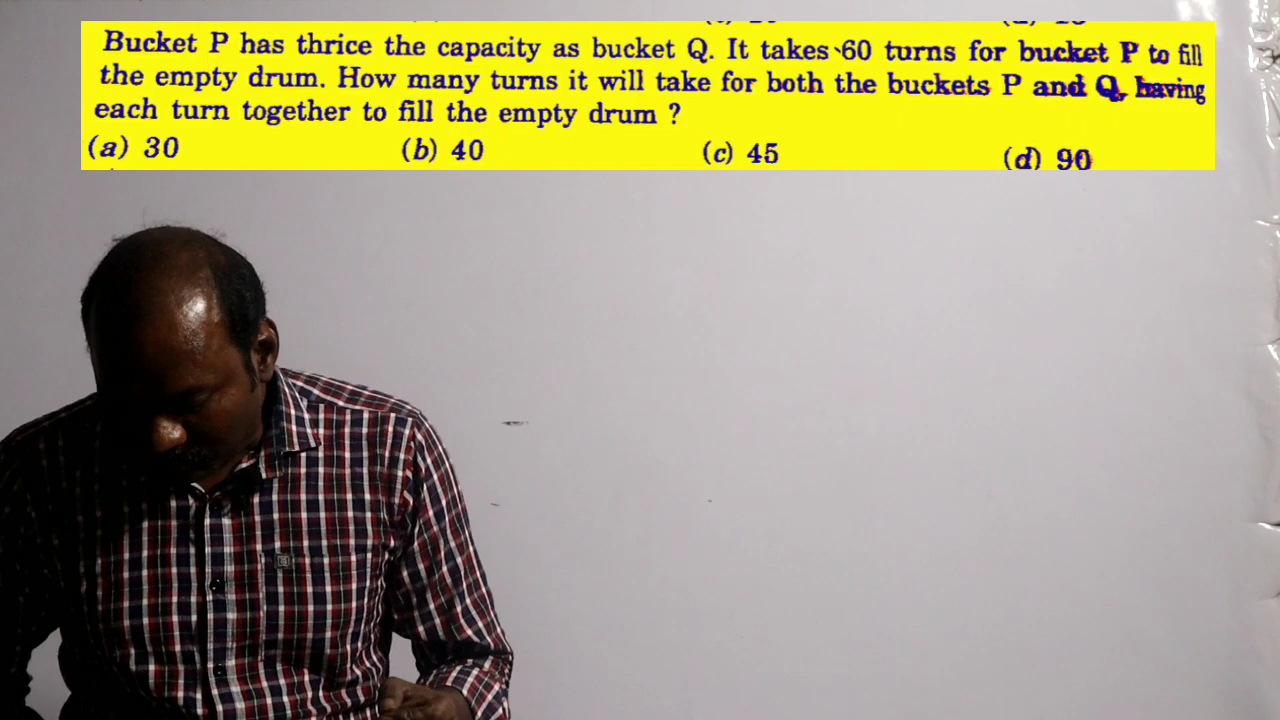 Bucket P has thrice the capacity as bucket Q. It takes 60 turns for bucket P to fill
the empty drum. How many turns it will take for both the buckets P and Q, having
each turn together to fill the empty drum ?
(a) 30 (b) 40 (c) 45 (d) 90